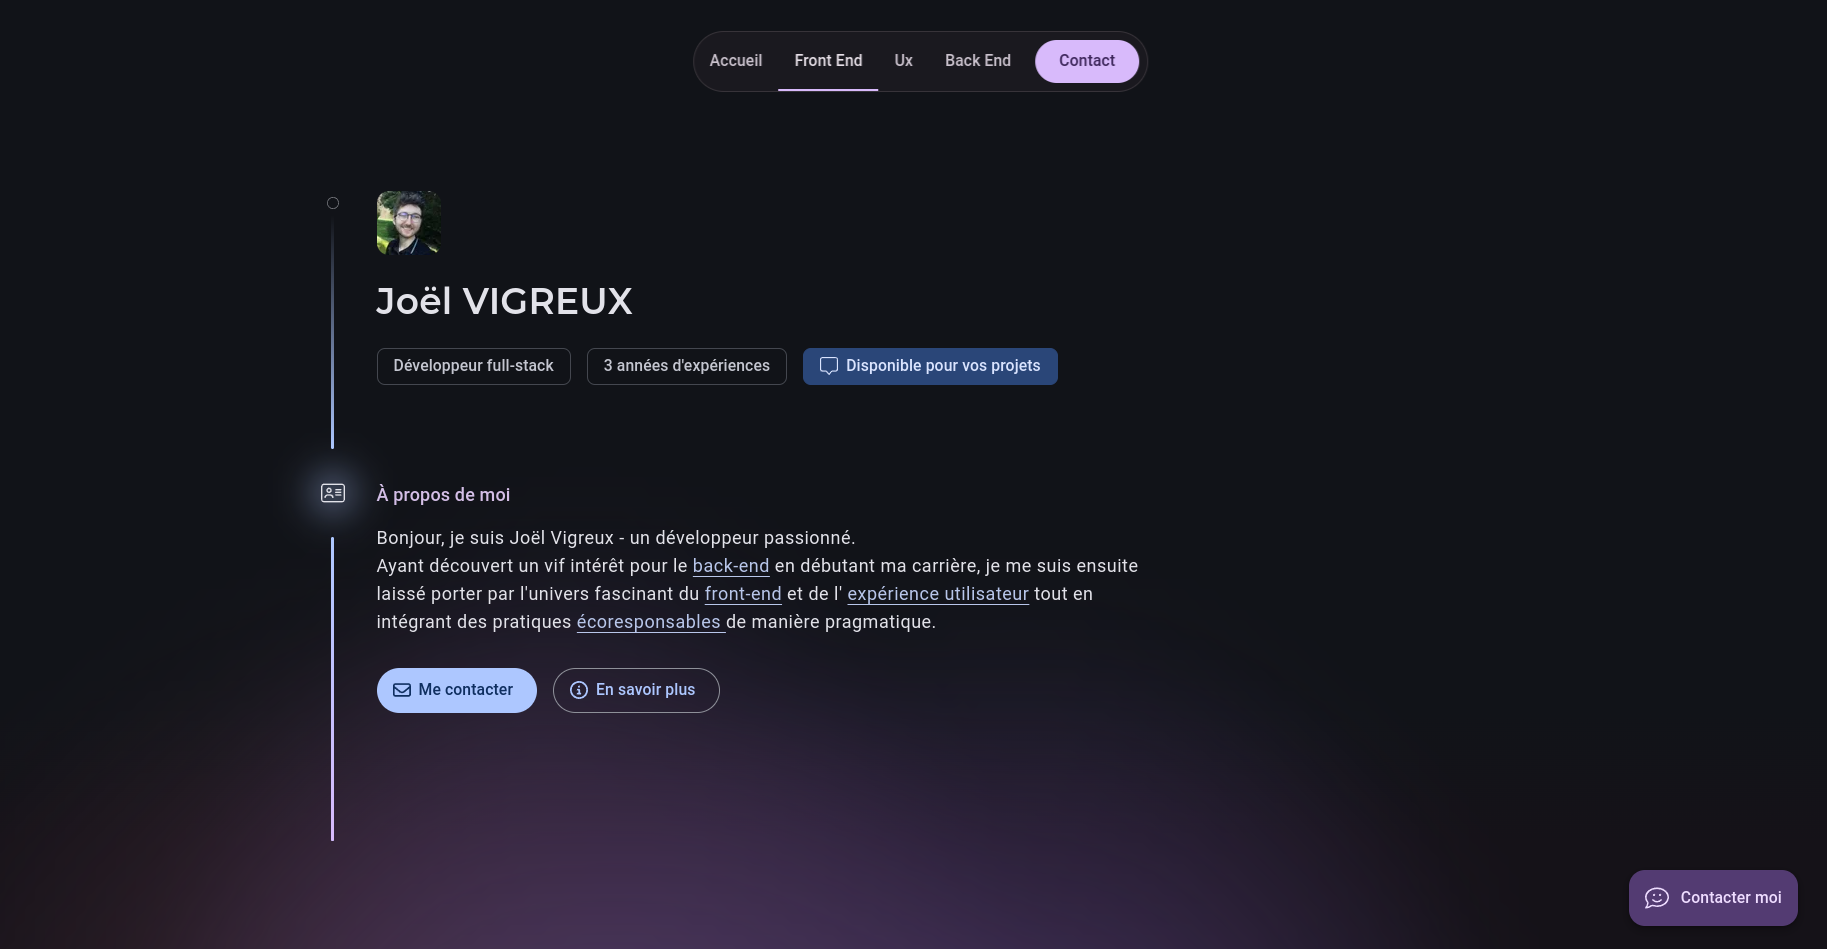 Accueil Front End Ux Back End Contact
Joël VIGREUX
Développeur full-stack 3 années d'expériences Disponible pour vos projets
À propos de moi
Bonjour, je suis Joël Vigreux - un développeur passionné.
Ayant découvert un vif intérêt pour le back-end en débutant ma carrière, je me suis ensuite
laissé porter par l'univers fascinant du front-end et de l' expérience utilisateur tout en
intégrant des pratiques écoresponsables de manière pragmatique.
Me contacter En savoir plus
Contacter moi